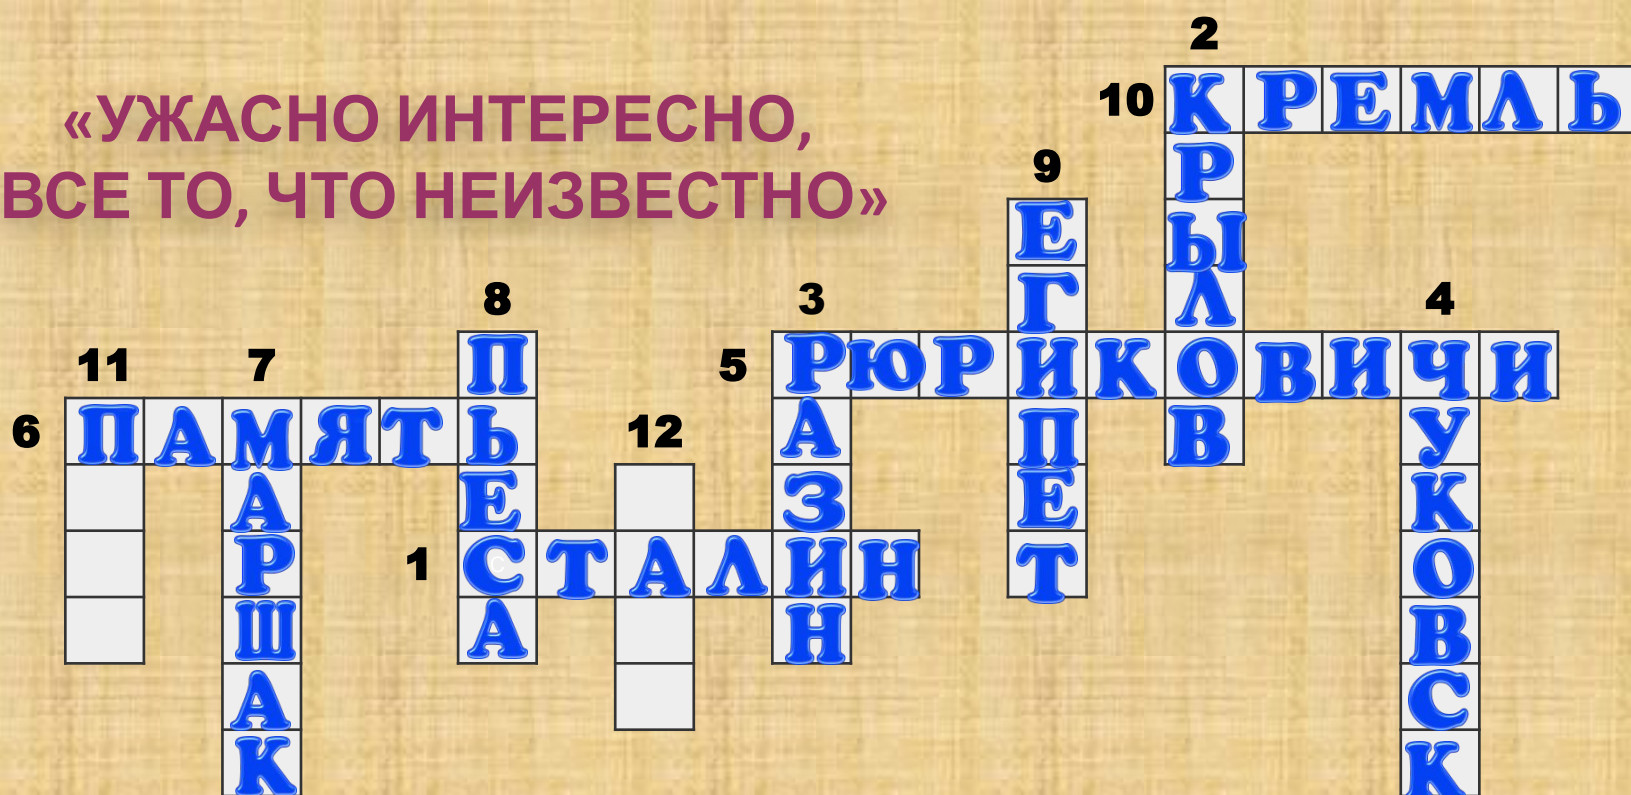 «УЖАСНО ИНТЕРЕСНО,
ВСЕ ТО, ЧТО НЕИЗВЕСТНО»
2
10 КРЕМЛЬ
КРЫЛОВ
9
ЕГИПЕТ
8
ПЬЕСА
3
РАЗИН
4
ЧУКОВСК
11
7
МАРШАК
5 РЮРИКОВИЧИ
6 ПАМЯТЬ
12
1 СТАЛИН